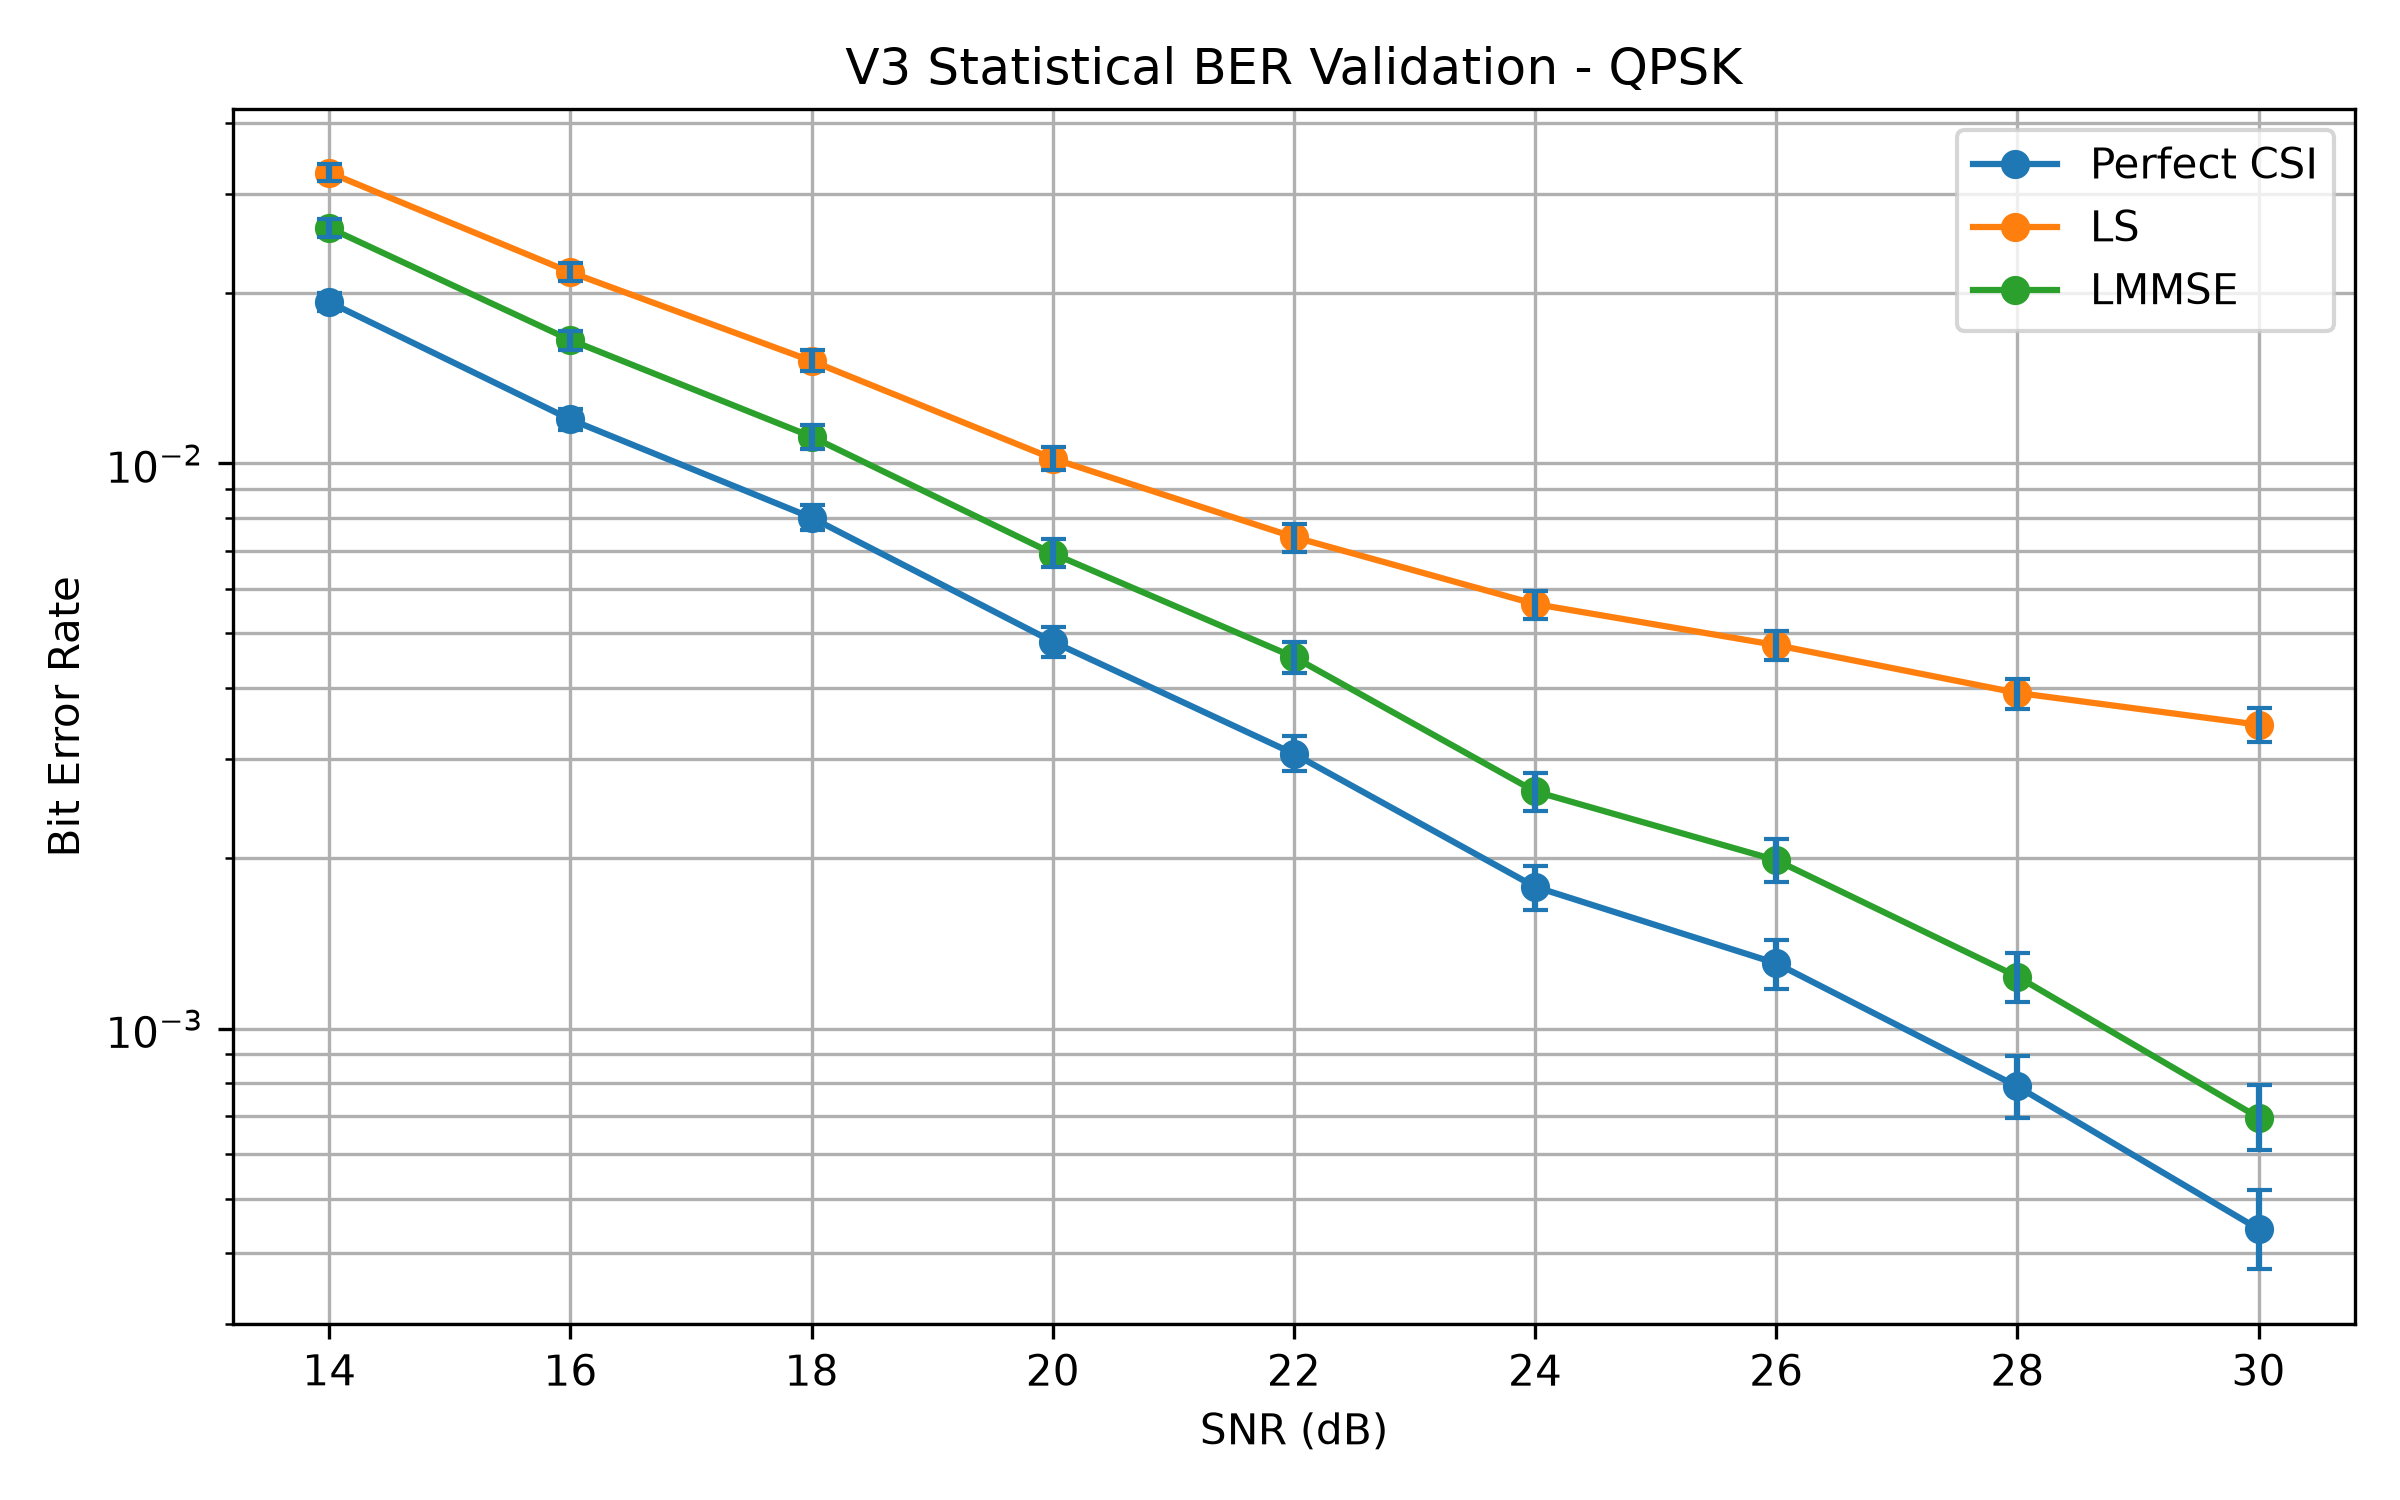 V3 Statistical BER Validation - QPSK
Perfect CSI
LS
LMMSE
Bit Error Rate
10⁻²
10⁻³
14 16 18 20 22 24 26 28 30
SNR (dB)